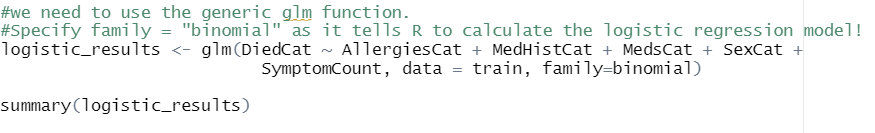 #we need to use the generic glm function.
#Specify family = "binomial" as it tells R to calculate the logistic regression model!
logistic_results <- glm(DiedCat ~ AllergiesCat + MedHistCat + MedsCat + SexCat +
SymptomCount, data = train, family=binomial)
summary(logistic_results)